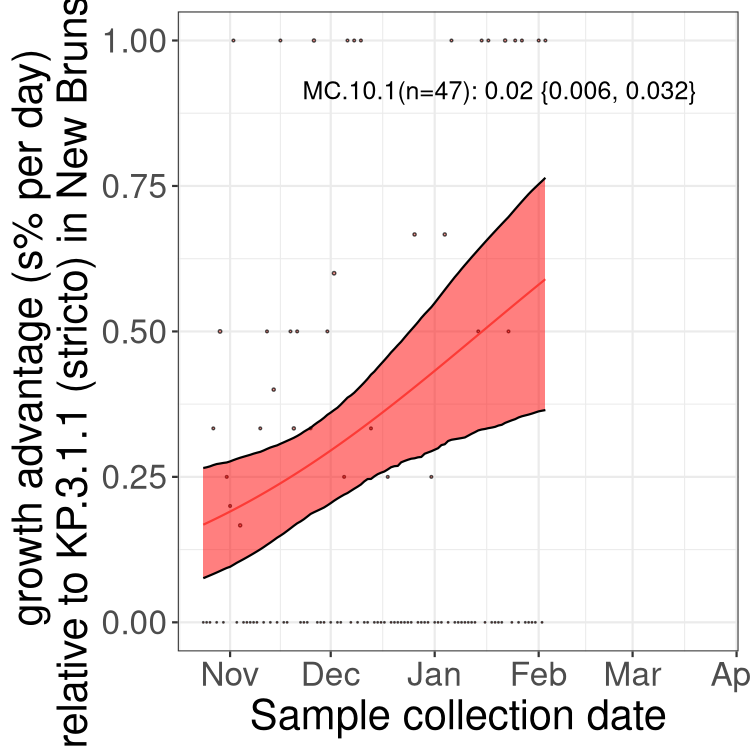 growth advantage (s% per day)
relative to KP.3.1.1 (stricto) in New Bruns
1.00
0.75
0.50
0.25
0.00
MC.10.1(n=47): 0.02 {0.006, 0.032}
Nov Dec Jan Feb Mar Ap
Sample collection date